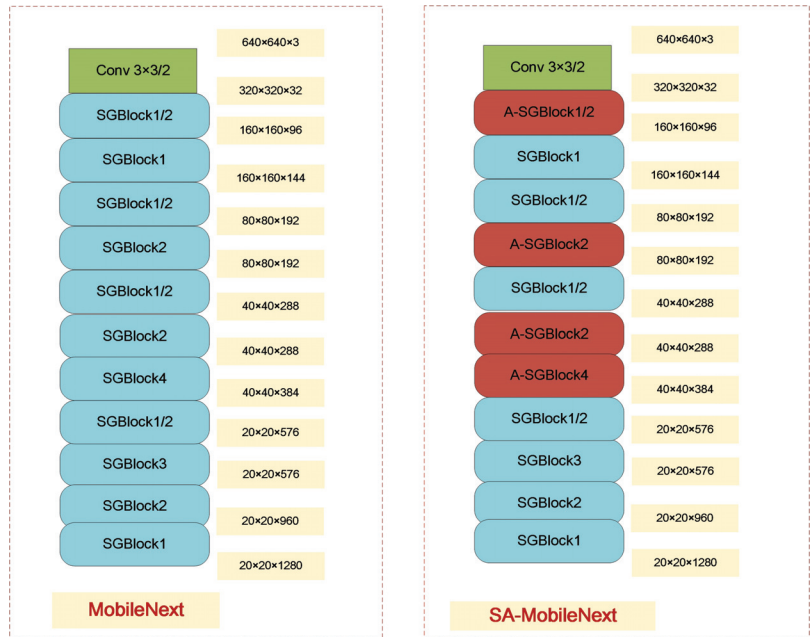 640×640×3
Conv 3×3/2
320×320×32
SGBlock1/2
160×160×96
SGBlock1
160×160×144
SGBlock1/2
80×80×192
SGBlock2
80×80×192
SGBlock1/2
40×40×288
SGBlock2
40×40×288
SGBlock4
40×40×384
SGBlock1/2
20×20×576
SGBlock3
20×20×576
SGBlock2
20×20×960
SGBlock1
20×20×1280
MobileNext
640×640×3
Conv 3×3/2
320×320×32
A-SGBlock1/2
160×160×96
SGBlock1
160×160×144
SGBlock1/2
80×80×192
A-SGBlock2
80×80×192
SGBlock1/2
40×40×288
A-SGBlock2
40×40×288
A-SGBlock4
40×40×384
SGBlock1/2
20×20×576
SGBlock3
20×20×576
SGBlock2
20×20×960
SGBlock1
20×20×1280
SA-MobileNext